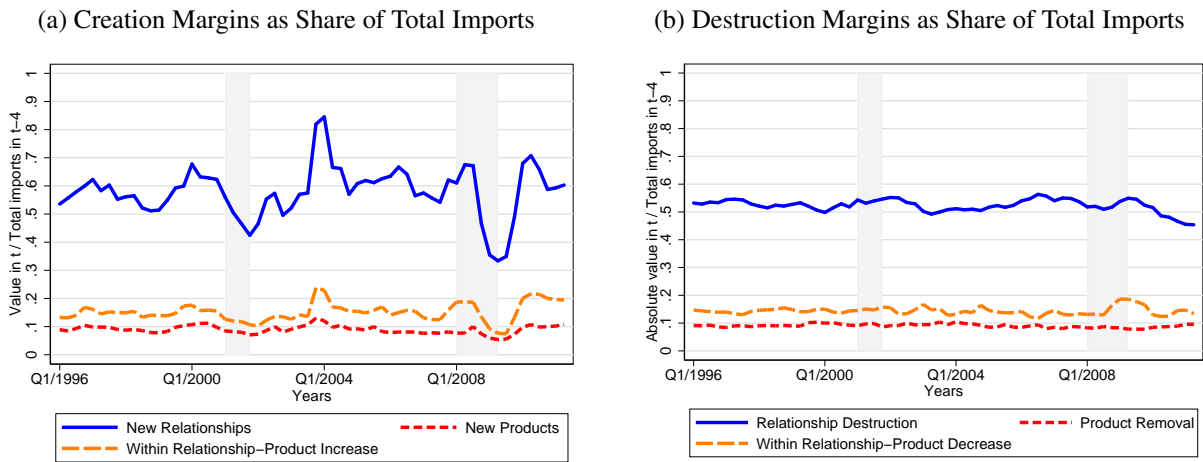 (a) Creation Margins as Share of Total Imports
Value in t / Total imports in t−4
1
.9
.8
.7
.6
.5
.4
.3
.2
.1
0
Q1/1996 Q1/2000 Q1/2004 Q1/2008
Years
New Relationships New Products
Within Relationship−Product Increase
(b) Destruction Margins as Share of Total Imports
Absolute value in t / Total imports in t−4
1
.9
.8
.7
.6
.5
.4
.3
.2
.1
0
Q1/1996 Q1/2000 Q1/2004 Q1/2008
Years
Relationship Destruction Product Removal
Within Relationship−Product Decrease